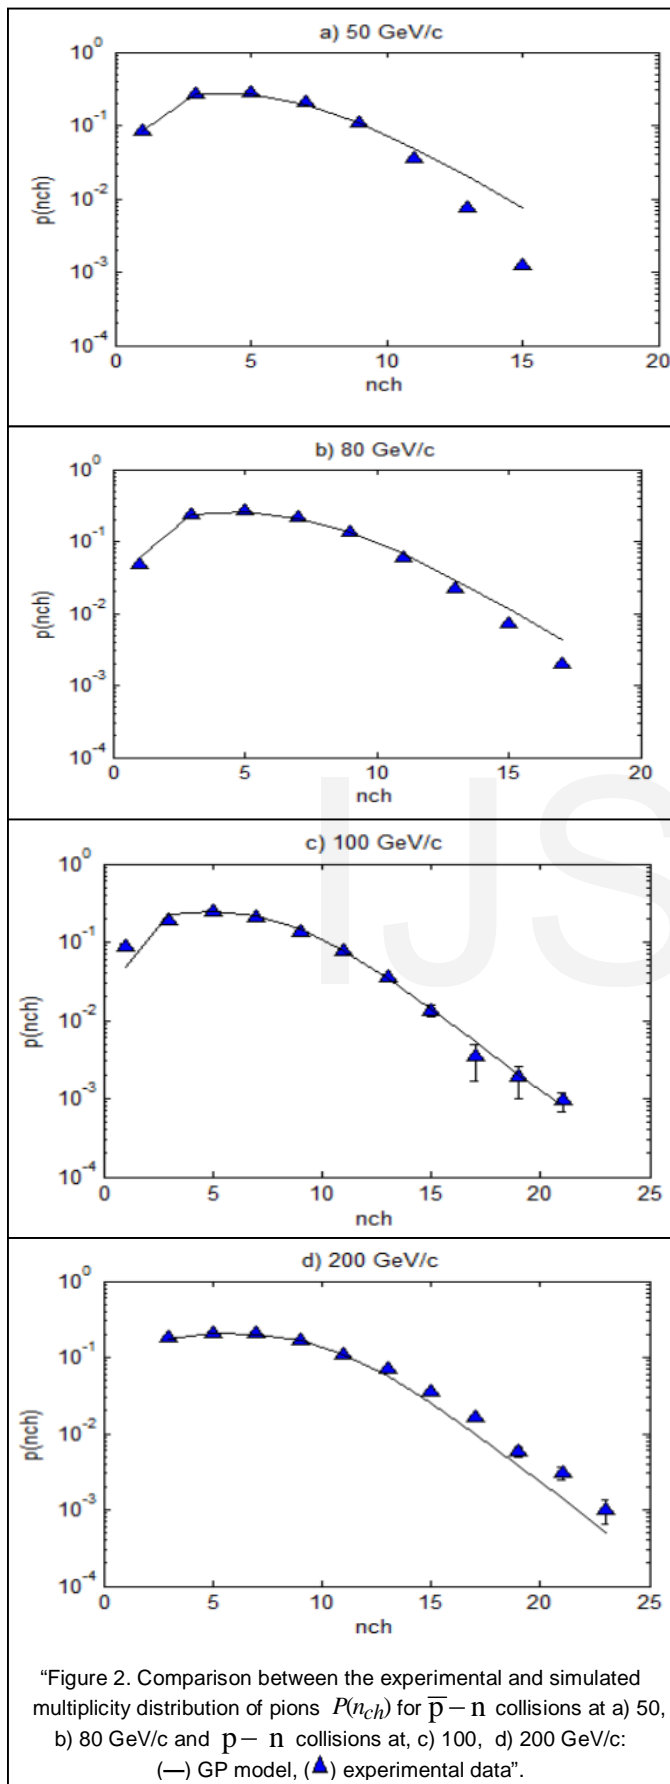 a) 50 GeV/c
10^0
10^-1
10^-2
10^-3
10^-4
p(nch)
0 5 10 15 20
nch
b) 80 GeV/c
10^0
10^-1
10^-2
10^-3
10^-4
p(nch)
0 5 10 15 20
nch
c) 100 GeV/c
10^0
10^-1
10^-2
10^-3
10^-4
p(nch)
0 5 10 15 20 25
nch
IJS
d) 200 GeV/c
10^0
10^-1
10^-2
10^-3
10^-4
p(nch)
0 5 10 15 20 25
nch
“Figure 2. Comparison between the experimental and simulated
multiplicity distribution of pions P(n_ch) for p̅ – n collisions at a) 50,
b) 80 GeV/c and p – n collisions at, c) 100, d) 200 GeV/c:
(—) GP model, (▲) experimental data”.